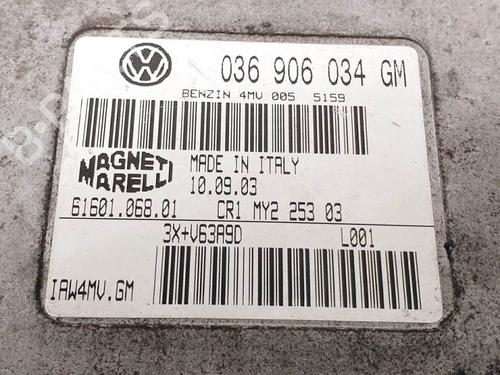 036 906 034 GM
BENZIN 4MV 005 5159
MAGNETI MARELLI
MADE IN ITALY
10.09.03
61601.068.01 CR1 MY2 253 03
3X+V63A9D L001
IAW4MV.GM